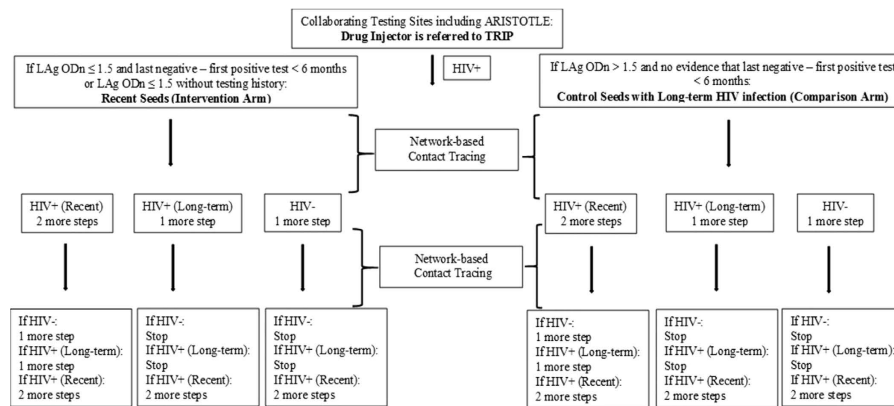 Collaborating Testing Sites including ARISTOTLE:
Drug Injector is referred to TRIP
HIV+
If LAg ODn ≤ 1.5 and last negative – first positive test < 6 months
or LAg ODn ≤ 1.5 without testing history:
Recent Seeds (Intervention Arm)
If LAg ODn > 1.5 and no evidence that last negative – first positive test
< 6 months:
Control Seeds with Long-term HIV infection (Comparison Arm)
Network-based
Contact Tracing
HIV+ (Recent)
2 more steps
HIV+ (Long-term)
1 more step
HIV-
1 more step
HIV+ (Recent)
2 more steps
HIV+ (Long-term)
1 more step
HIV-
1 more step
Network-based
Contact Tracing
If HIV-:
1 more step
If HIV+ (Long-term):
1 more step
If HIV+ (Recent):
2 more steps
If HIV-:
Stop
If HIV+ (Long-term):
Stop
If HIV+ (Recent):
2 more steps
If HIV-:
Stop
If HIV+ (Long-term):
Stop
If HIV+ (Recent):
2 more steps
If HIV-:
1 more step
If HIV+ (Long-term):
1 more step
If HIV+ (Recent):
2 more steps
If HIV-:
Stop
If HIV+ (Long-term):
Stop
If HIV+ (Recent):
2 more steps
If HIV-:
Stop
If HIV+ (Long-term):
Stop
If HIV+ (Recent):
2 more steps